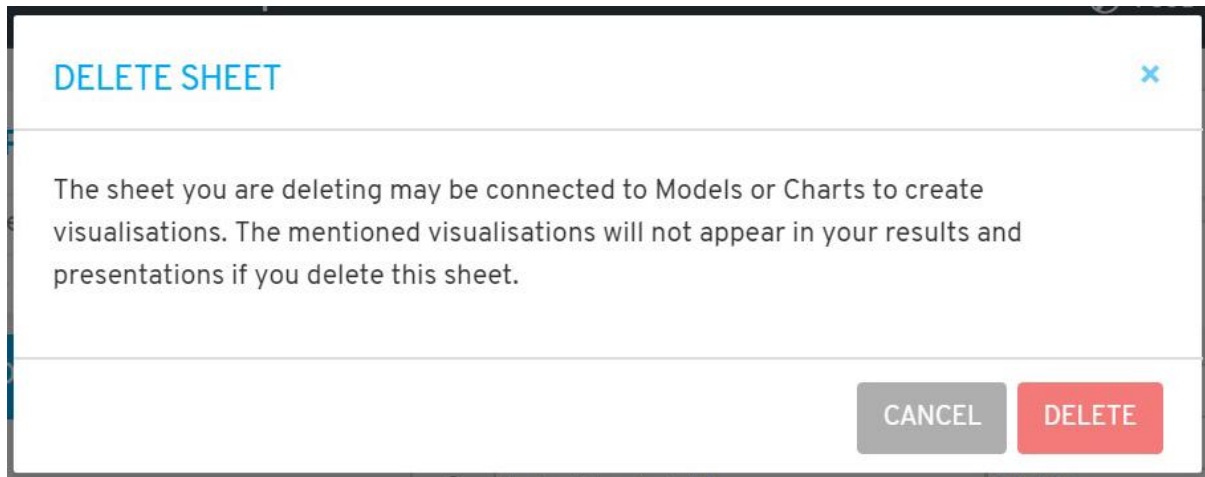 DELETE SHEET
×
The sheet you are deleting may be connected to Models or Charts to create
visualisations. The mentioned visualisations will not appear in your results and
presentations if you delete this sheet.
CANCEL
DELETE